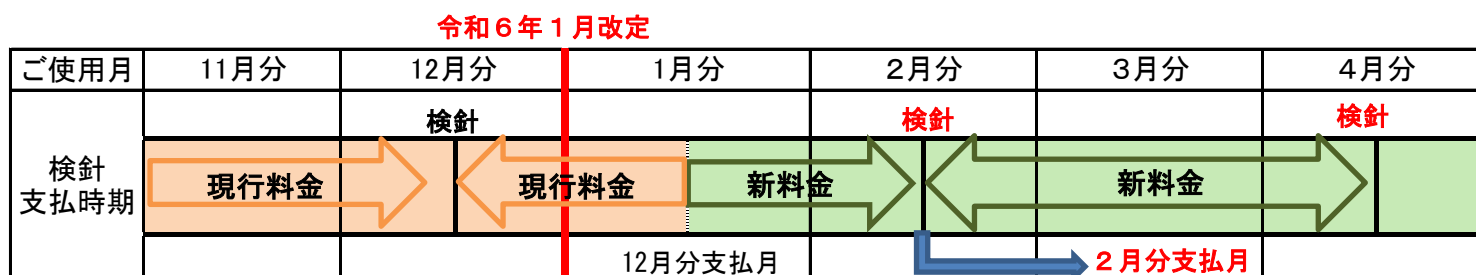 令和６年１月改定
ご使用月 11月分 12月分 １月分 ２月分 ３月分 ４月分
検針 検針 検針
検針
支払時期
現行料金 現行料金 新料金 新料金
12月分支払月 ２月分支払月